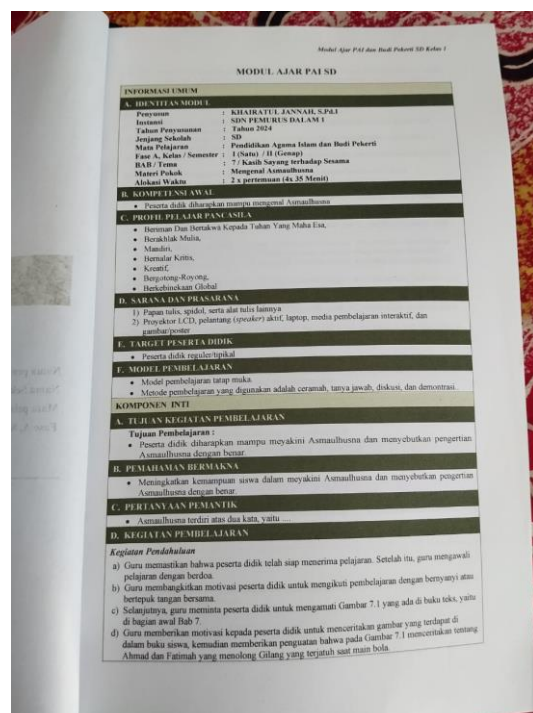 Modul Ajar PAI dan Budi Pekerti SD Kelas 1
MODUL AJAR PAI SD
INFORMASI UMUM
A. IDENTITAS MODUL
Penyusun : KHAIRATUL JANNAH, S.Pd.I
Instansi : SDN PEMURUS DALAM 1
Tahun Penyusunan : Tahun 2024
Jenjang Sekolah : SD
Mata Pelajaran : Pendidikan Agama Islam dan Budi Pekerti
Fase A, Kelas / Semester : I (Satu) / II (Genap)
BAB / Tema : 7 / Kasih Sayang terhadap Sesama
Materi Pokok : Mengenal Asmaulhusna
Alokasi Waktu : 2 x pertemuan (4x 35 Menit)
B. KOMPETENSI AWAL
• Peserta didik diharapkan mampu mengenal Asmaulhusna
C. PROFIL PELAJAR PANCASILA
• Beriman Dan Bertakwa Kepada Tuhan Yang Maha Esa,
• Berakhlak Mulia,
• Mandiri,
• Bernalar Kritis,
• Kreatif,
• Bergotong-Royong,
• Berkebinekaan Global
D. SARANA DAN PRASARANA
1) Papan tulis, spidol, serta alat tulis lainnya
2) Proyektor LCD, pelantang (speaker) aktif, laptop, media pembelajaran interaktif, dan
gambar/poster
E. TARGET PESERTA DIDIK
• Peserta didik reguler/tipikal
F. MODEL PEMBELAJARAN
• Model pembelajaran tatap muka.
• Metode pembelajaran yang digunakan adalah ceramah, tanya jawab, diskusi, dan demontrasi.
KOMPONEN INTI
A. TUJUAN KEGIATAN PEMBELAJARAN
Tujuan Pembelajaran :
• Peserta didik diharapkan mampu meyakini Asmaulhusna dan menyebutkan pengertian
Asmaulhusna dengan benar.
B. PEMAHAMAN BERMAKNA
• Meningkatkan kemampuan siswa dalam meyakini Asmaulhusna dan menyebutkan pengertian
Asmaulhusna dengan benar.
C. PERTANYAAN PEMANTIK
• Asmaulhusna terdiri atas dua kata, yaitu ....
D. KEGIATAN PEMBELAJARAN
Kegiatan Pendahuluan
a) Guru memastikan bahwa peserta didik telah siap menerima pelajaran. Setelah itu, guru mengawali
pelajaran dengan berdoa.
b) Guru membangkitkan motivasi peserta didik untuk mengikuti pembelajaran dengan bernyanyi atau
bertepuk tangan bersama.
c) Selanjutnya, guru meminta peserta didik untuk mengamati Gambar 7.1 yang ada di buku teks, yaitu
di bagian awal Bab 7.
d) Guru memberikan motivasi kepada peserta didik untuk menceritakan gambar yang terdapat di
dalam buku siswa, kemudian memberikan penguatan bahwa pada Gambar 7.1 menceritakan tentang
Ahmad dan Fatimah yang menolong Gilang yang terjatuh saat main bola.